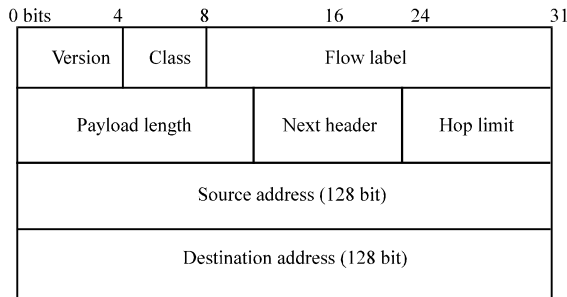 0 bits 4 8 16 24 31
Version Class Flow label
Payload length Next header Hop limit
Source address (128 bit)
Destination address (128 bit)